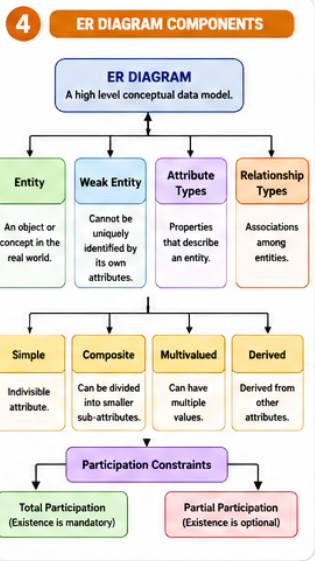 4
ER DIAGRAM COMPONENTS
ER DIAGRAM
A high level conceptual data model.
Entity
An object or
concept in the
real world.
Weak Entity
Cannot be
uniquely
identified by
its own
attributes.
Attribute
Types
Properties
that describe
an entity.
Relationship
Types
Associations
among
entities.
Simple
Indivisible
attribute.
Composite
Can be divided
into smaller
sub-attributes.
Multivalued
Can have
multiple
values.
Derived
Derived from
other
attributes.
Participation Constraints
Total Participation
(Existence is mandatory)
Partial Participation
(Existence is optional)